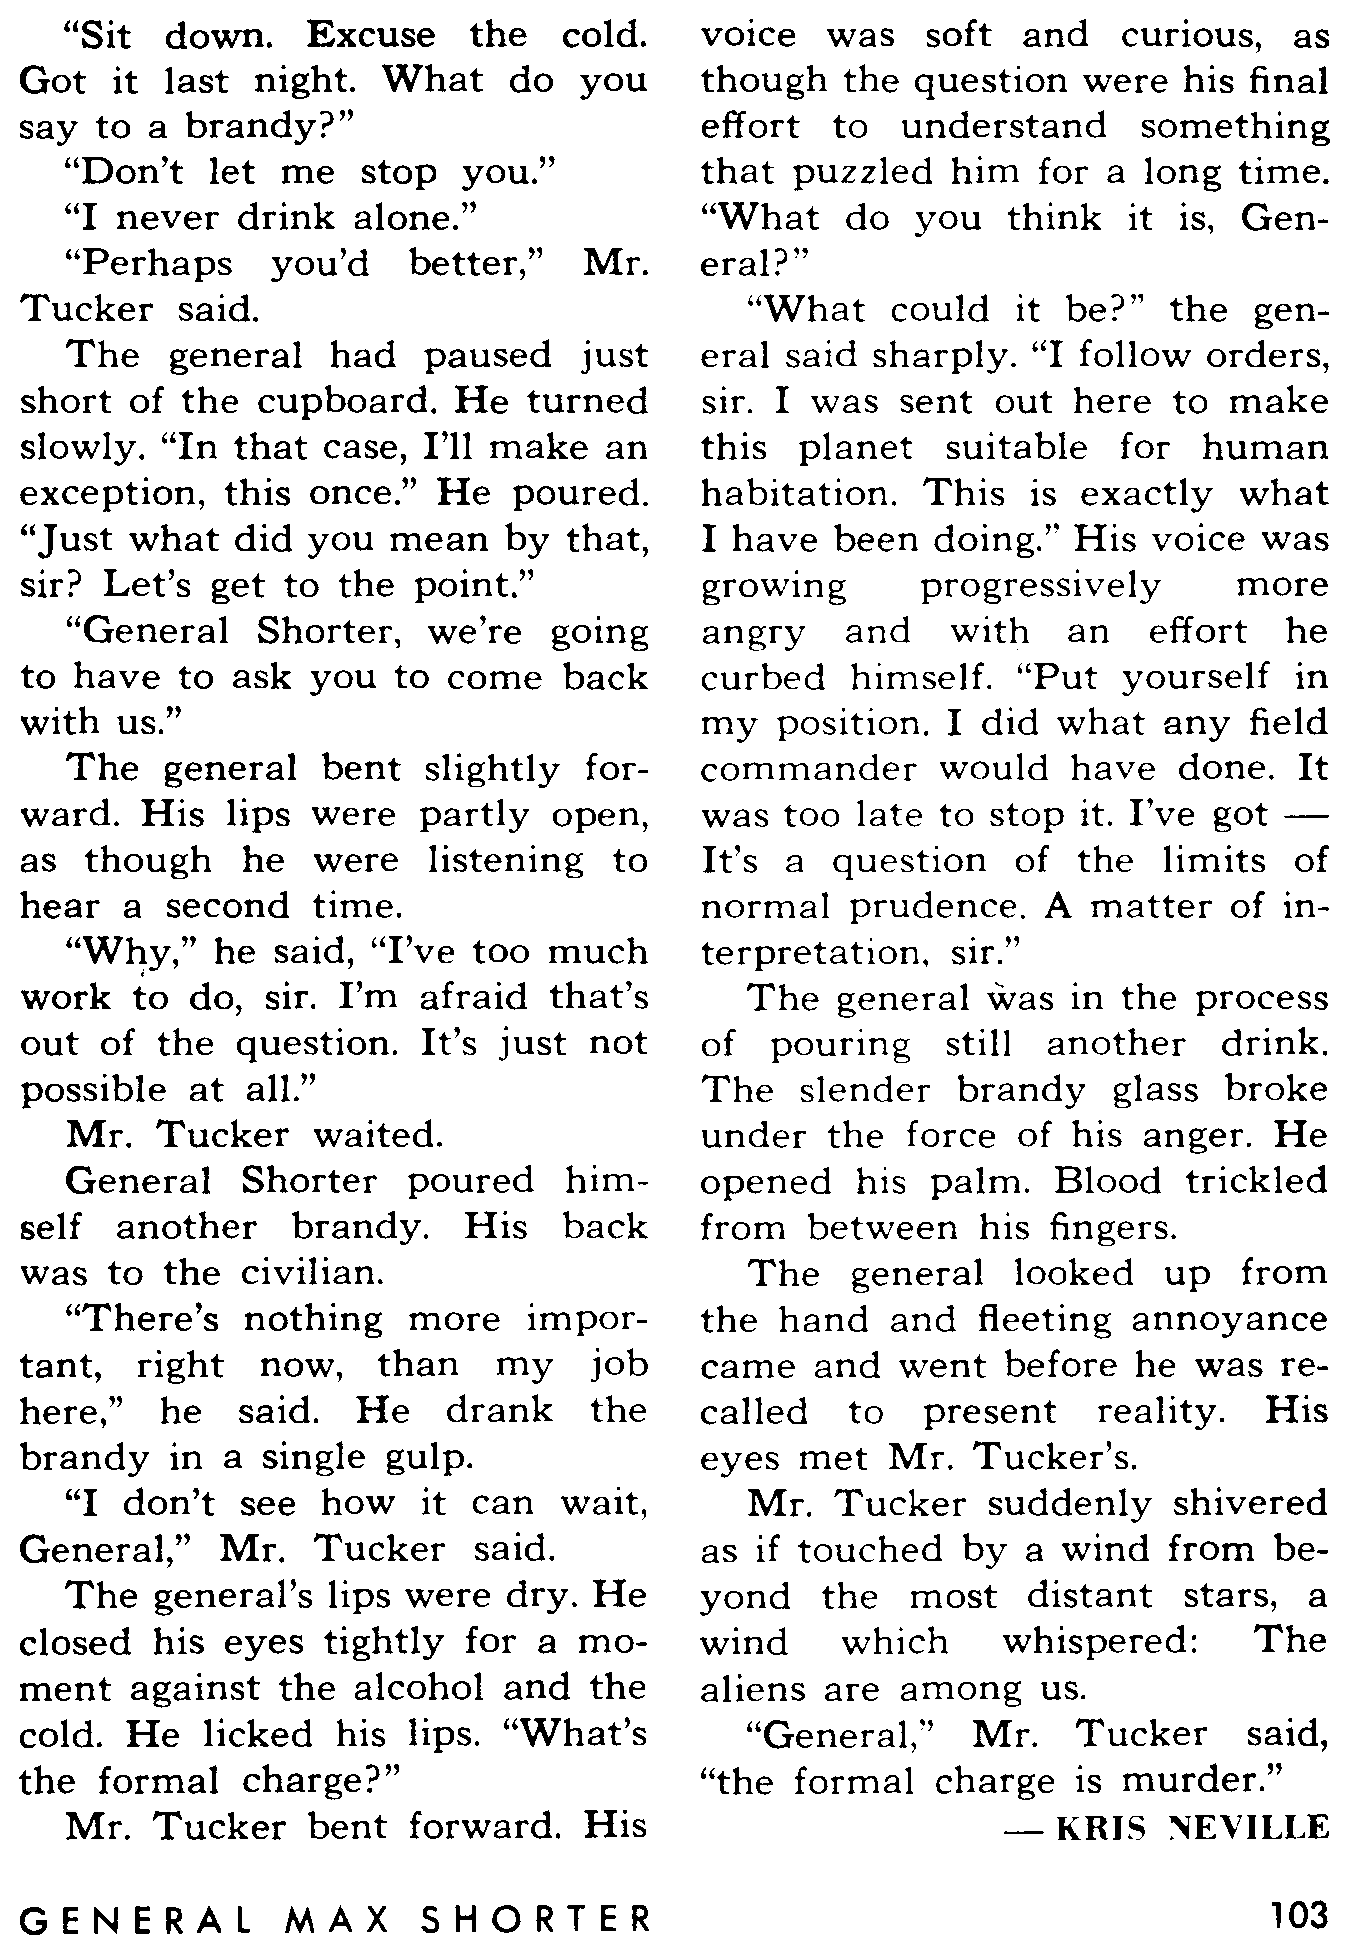 “Sit down. Excuse the cold.
Got it last night. What do you
say to a brandy?”
“Don’t let me stop you.”
“I never drink alone.”
“Perhaps you’d better,” Mr.
Tucker said.
The general had paused just
short of the cupboard. He turned
slowly. “In that case, I’ll make an
exception, this once.” He poured.
“Just what did you mean by that,
sir? Let’s get to the point.”
“General Shorter, we’re going
to have to ask you to come back
with us.”
The general bent slightly for-
ward. His lips were partly open,
as though he were listening to
hear a second time.
“Why,” he said, “I’ve too much
work to do, sir. I’m afraid that’s
out of the question. It’s just not
possible at all.”
Mr. Tucker waited.
General Shorter poured him-
self another brandy. His back
was to the civilian.
“There’s nothing more impor-
tant, right now, than my job
here,” he said. He drank the
brandy in a single gulp.
“I don’t see how it can wait,
General,” Mr. Tucker said.
The general’s lips were dry. He
closed his eyes tightly for a mo-
ment against the alcohol and the
cold. He licked his lips. “What’s
the formal charge?”
Mr. Tucker bent forward. His
voice was soft and curious, as
though the question were his final
effort to understand something
that puzzled him for a long time.
“What do you think it is, Gen-
eral?”
“What could it be?” the gen-
eral said sharply. “I follow orders,
sir. I was sent out here to make
this planet suitable for human
habitation. This is exactly what
I have been doing.” His voice was
growing progressively more
angry and with an effort he
curbed himself. “Put yourself in
my position. I did what any field
commander would have done. It
was too late to stop it. I’ve got —
It’s a question of the limits of
normal prudence. A matter of in-
terpretation, sir.”
The general was in the process
of pouring still another drink.
The slender brandy glass broke
under the force of his anger. He
opened his palm. Blood trickled
from between his fingers.
The general looked up from
the hand and fleeting annoyance
came and went before he was re-
called to present reality. His
eyes met Mr. Tucker’s.
Mr. Tucker suddenly shivered
as if touched by a wind from be-
yond the most distant stars, a
wind which whispered: The
aliens are among us.
“General,” Mr. Tucker said,
“the formal charge is murder.”
— KRIS NEVILLE
GENERAL MAX SHORTER 103